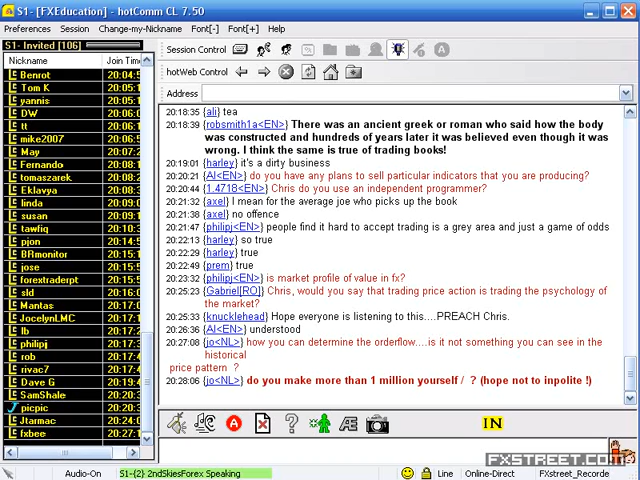 S1- [FXEducation] - hotComm CL 7.50
Preferences Session Change-my-Nickname Font[-] Font[+] Help
S1- Invited [106]
Nickname Join Time
Benrot 20:04:5
Tom K 20:05:1
yannis 20:05:1
DW 20:06:0
tt 20:06:0
mike2007 20:06:0
May 20:07:2
Fernando 20:08:1
tomaszarek 20:08:1
Eklavya 20:08:1
linda 20:08:3
susan 20:09:2
tawfiq 20:10:2
pjon 20:14:5
BRmonitor 20:15:1
jose 20:15:1
forextraderpt 20:15:2
sld 20:16:2
Mantas 20:16:2
JocelynLMC 20:17:3
lb 20:17:3
philipj 20:17:3
rob 20:17:4
rivac7 20:17:4
Dave G 20:18:4
SamShale 20:20:3
picpic 20:20:3
Jtarmac 20:24:0
fxbee 20:27:1
Session Control
hotWeb Control
Address
20:18:35 {ali} tea
20:18:39 {robsmith1a<EN>} There was an ancient greek or roman who said how the body
was constructed and hundreds of years later it was believed even though it was
wrong. I think the same is true of trading books!
20:19:01 {harley} it's a dirty business
20:20:21 {Al<EN>} do you have any plans to sell particular indicators that you are producing?
20:20:44 {1.4718<EN>} Chris do you use an independent programmer?
20:21:32 {axel} I mean for the average joe who picks up the book
20:21:38 {axel} no offence
20:21:47 {philipj<EN>} people find it hard to accept trading is a grey area and just a game of odds
20:22:13 {harley} so true
20:22:29 {harley} true
20:22:49 {prem} true
20:23:32 {philipj<EN>} is market profile of value in fx?
20:25:23 {Gabriel[RO]} Chris, would you say that trading price action is trading the psychology of
the market?
20:25:33 {knucklehead} Hope everyone is listening to this....PREACH Chris.
20:26:36 {Al<EN>} understood
20:27:08 {jo<NL>} how you can determine the orderflow....is it not something you can see in the
historical
price pattern ?
20:28:06 {jo<NL>} do you make more than 1 million yourself / ? (hope not to inpolite !)
IN
FXSTREET.COM
Audio-On S1-{2} 2ndSkiesForex Speaking Line Online-Direct FXstreet_Recorde